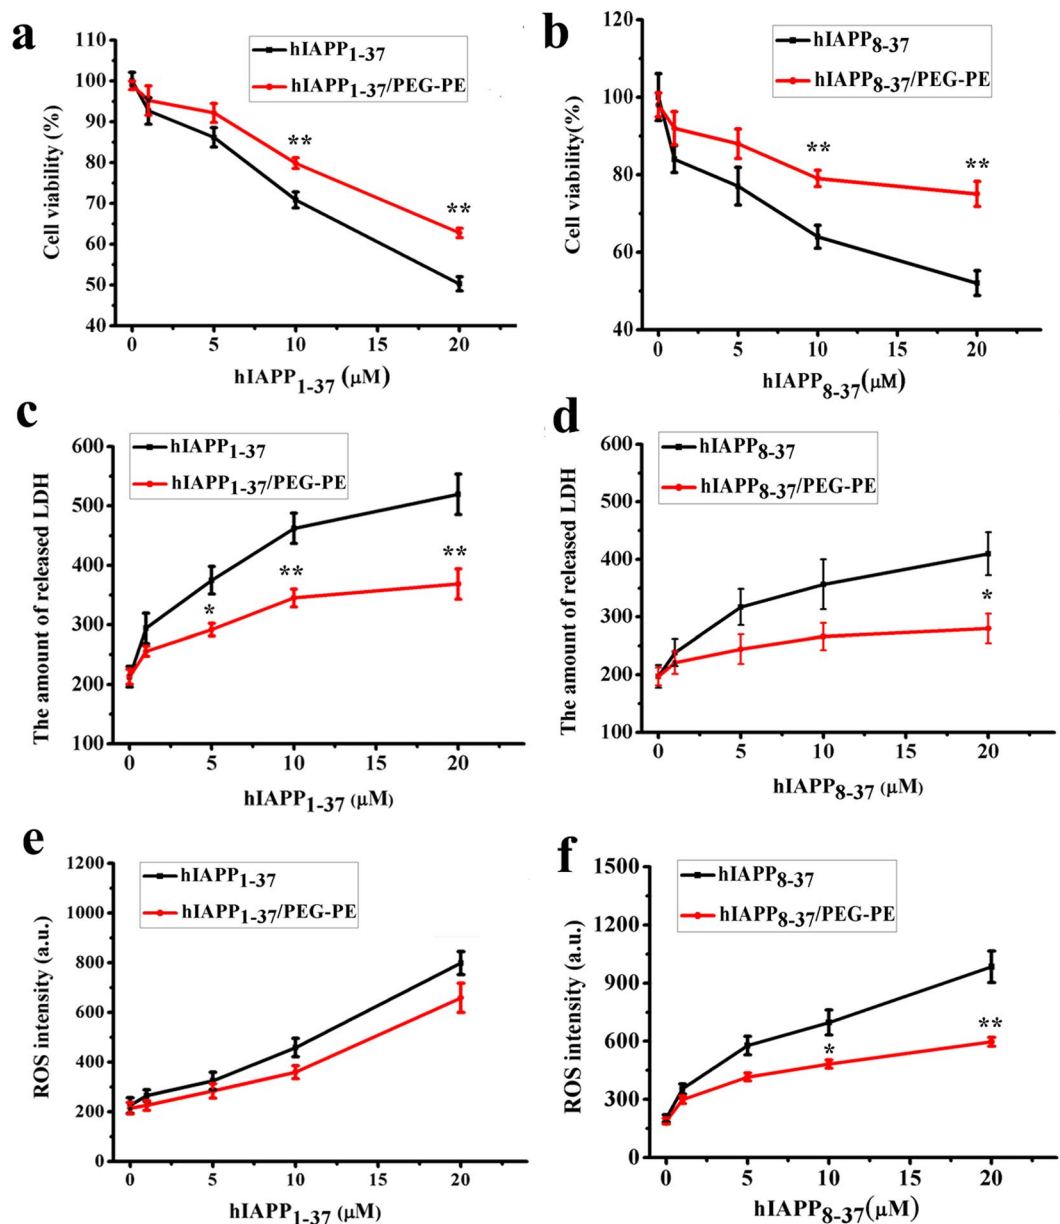 a
hIAPP1-37
hIAPP1-37/PEG-PE
Cell viability (%)
110
100
90
80
70
60
50
40
**
**
0 5 10 15 20
hIAPP1-37 (μM)
b
hIAPP8-37
hIAPP8-37/PEG-PE
Cell viability(%)
120
100
80
60
40
**
**
0 5 10 15 20
hIAPP8-37(μM)
c
hIAPP1-37
hIAPP1-37/PEG-PE
The amount of released LDH
600
500
400
300
200
100
*
**
**
0 5 10 15 20
hIAPP1-37 (μM)
d
hIAPP8-37
hIAPP8-37/PEG-PE
The amount of released LDH
600
500
400
300
200
100
*
0 5 10 15 20
hIAPP8-37 (μM)
e
hIAPP1-37
hIAPP1-37/PEG-PE
ROS intensity (a.u.)
1200
1000
800
600
400
200
0
0 5 10 15 20
hIAPP1-37 (μM)
f
hIAPP8-37
hIAPP8-37/PEG-PE
ROS intensity (a.u.)
1500
1200
900
600
300
0
*
**
0 5 10 15 20
hIAPP8-37(μM)